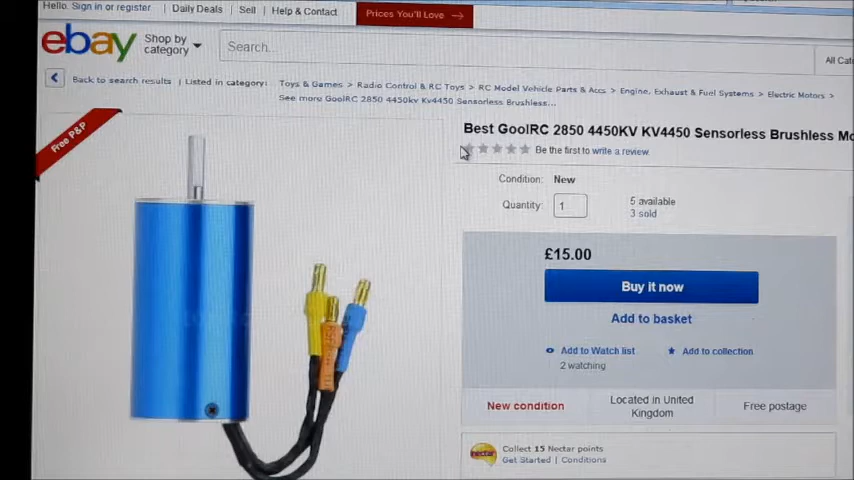 Hello. Sign in or register | Daily Deals | Sell | Help & Contact
Prices You'll Love →
ebay
Shop by category
Search...
All Cat
Back to search results | Listed in category:
Toys & Games > Radio Control & RC Toys > RC Model Vehicle Parts & Accs > Engine, Exhaust & Fuel Systems > Electric Motors >
See more GoolRC 2850 4450kv Kv4450 Sensorless Brushless...
Free P&P
Best GoolRC 2850 4450KV KV4450 Sensorless Brushless Mo
Be the first to write a review.
Condition: New
Quantity: 1
5 available
3 sold
£15.00
Buy it now
Add to basket
Add to Watch list
Add to collection
2 watching
New condition
Located in United Kingdom
Free postage
nectar
Collect 15 Nectar points
Get Started | Conditions